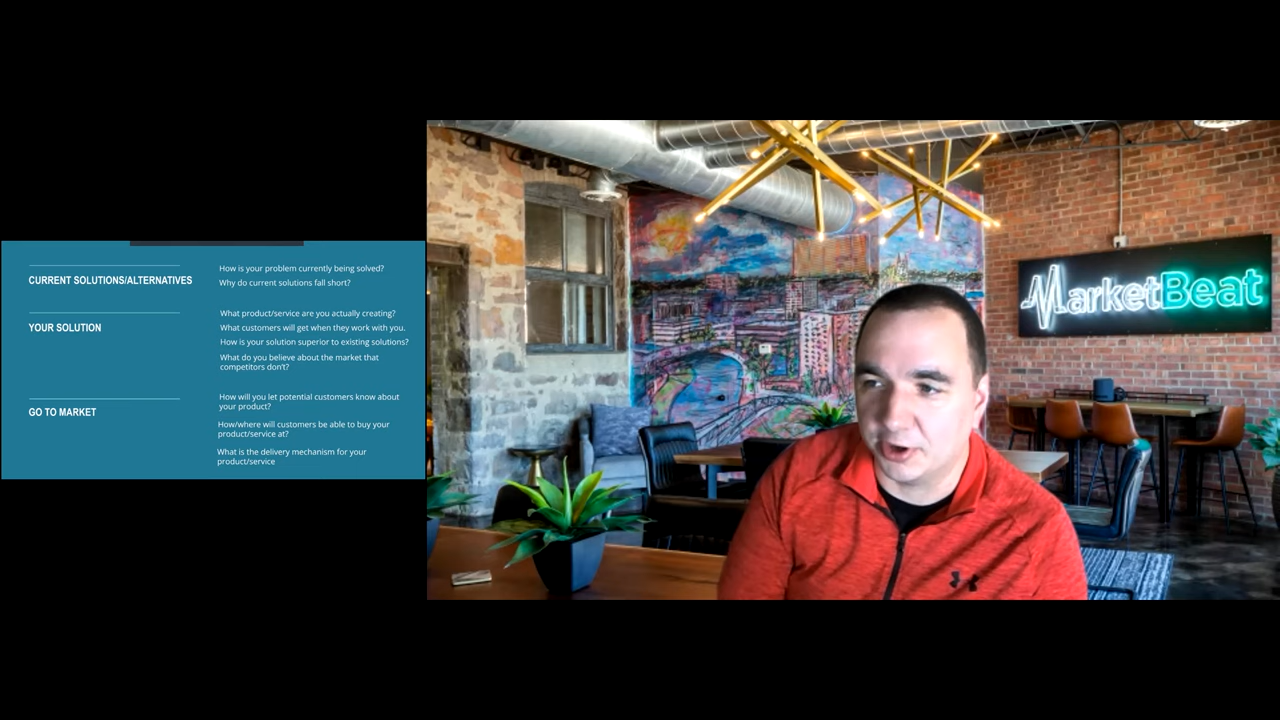 CURRENT SOLUTIONS/ALTERNATIVES
How is your problem currently being solved?
Why do current solutions fall short?
YOUR SOLUTION
What product/service are you actually creating?
What customers will get when they work with you.
How is your solution superior to existing solutions?
What do you believe about the market that
competitors don't?
GO TO MARKET
How will you let potential customers know about
your product?
How/where will customers be able to buy your
product/service at?
What is the delivery mechanism for your
product/service
MarketBeat